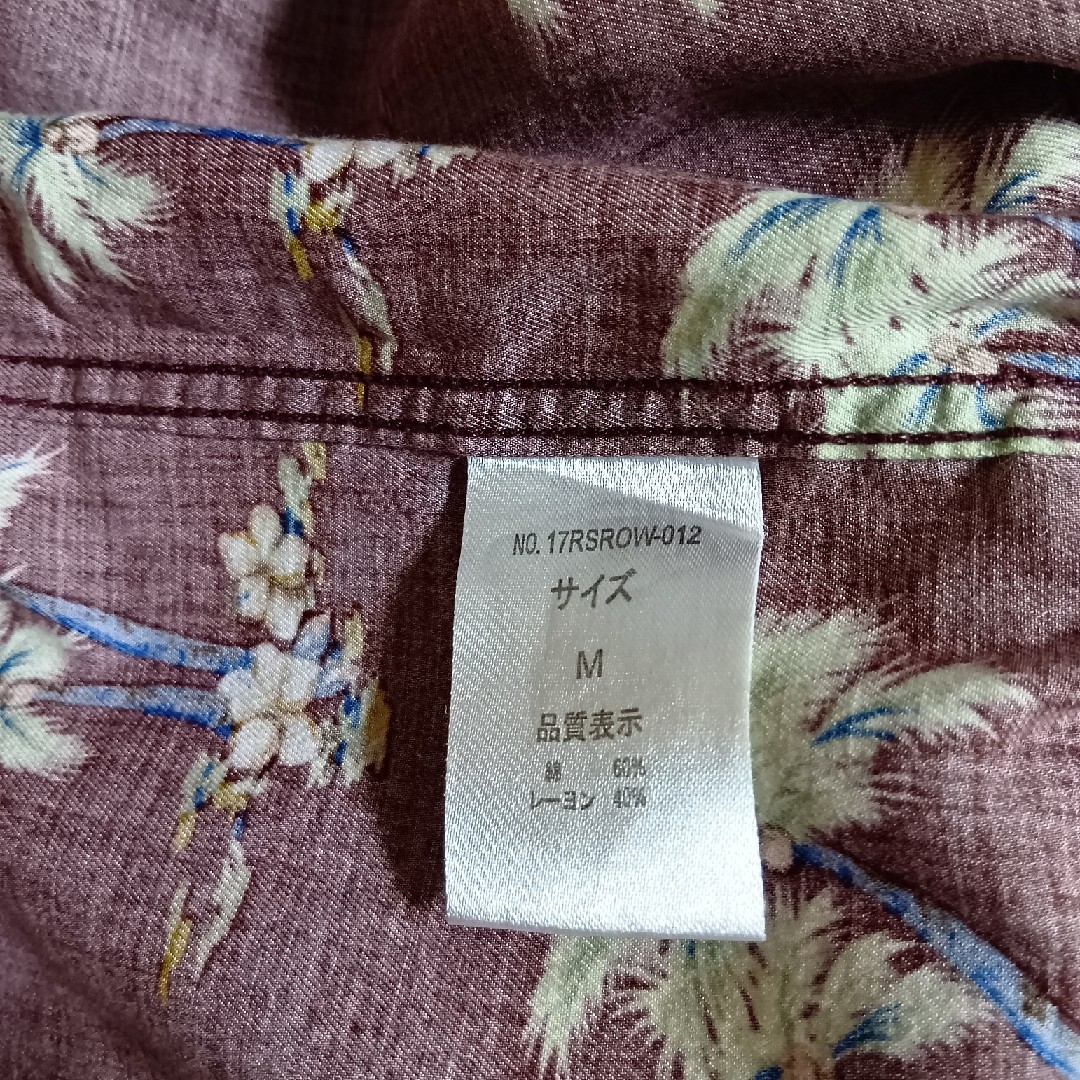 NO. 17RSROW-012
サイズ
M
品質表示
綿 60%
レーヨン 40%